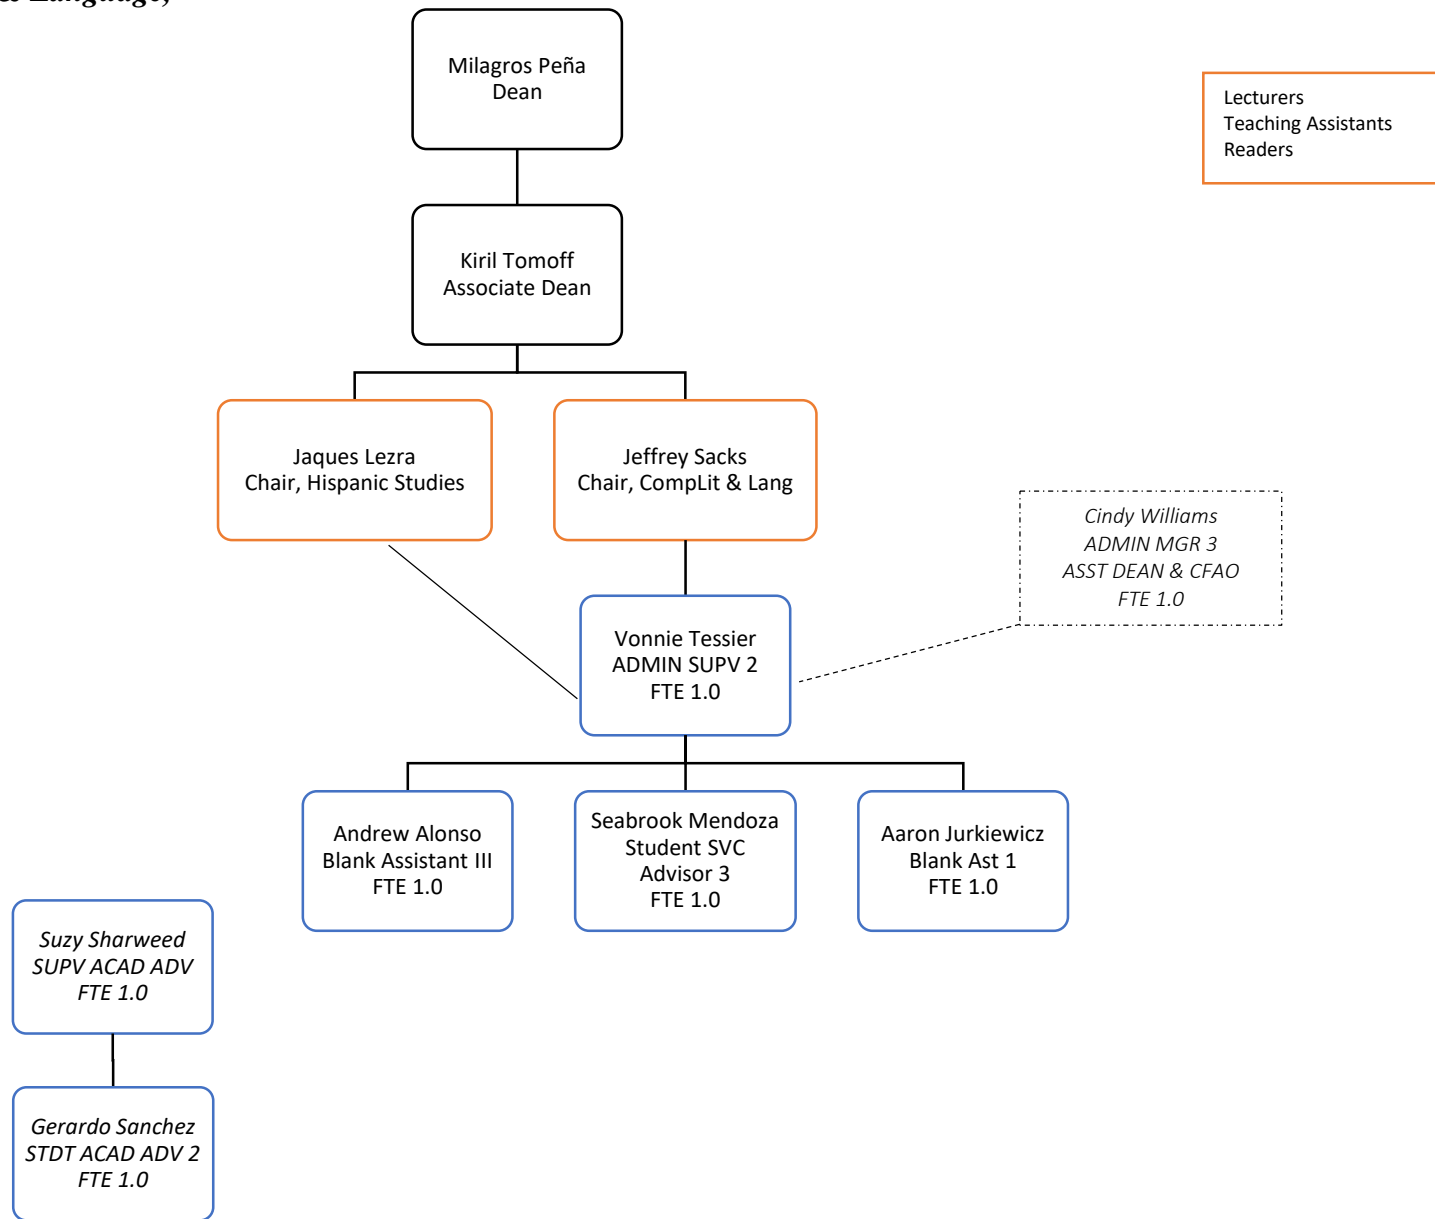 Language,
Milagros Peña
Dean
Lecturers
Teaching Assistants
Readers
Kiril Tomoff
Associate Dean
Jaques Lezra
Chair, Hispanic Studies
Jeffrey Sacks
Chair, CompLit & Lang
Cindy Williams
ADMIN MGR 3
ASST DEAN & CFAO
FTE 1.0
Vonnie Tessier
ADMIN SUPV 2
FTE 1.0
Andrew Alonso
Blank Assistant III
FTE 1.0
Seabrook Mendoza
Student SVC
Advisor 3
FTE 1.0
Aaron Jurkiewicz
Blank Ast 1
FTE 1.0
Suzy Sharweed
SUPV ACAD ADV
FTE 1.0
Gerardo Sanchez
STDT ACAD ADV 2
FTE 1.0